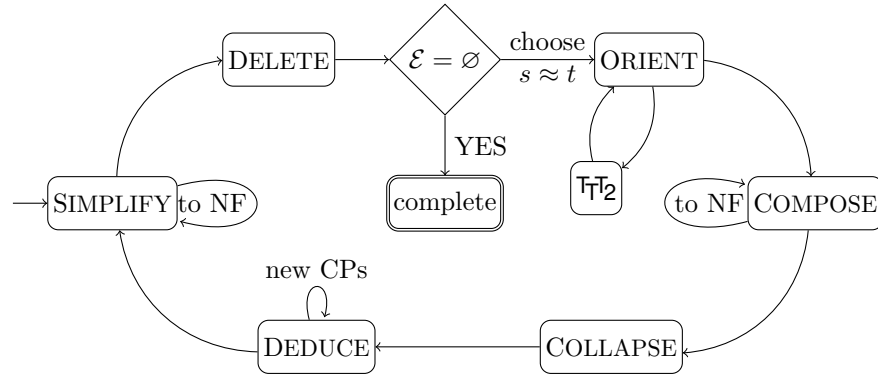 DELETE
ℰ = ∅
choose
s ≈ t
ORIENT
YES
TTT2
SIMPLIFY
to NF
complete
to NF
COMPOSE
new CPs
DEDUCE
COLLAPSE